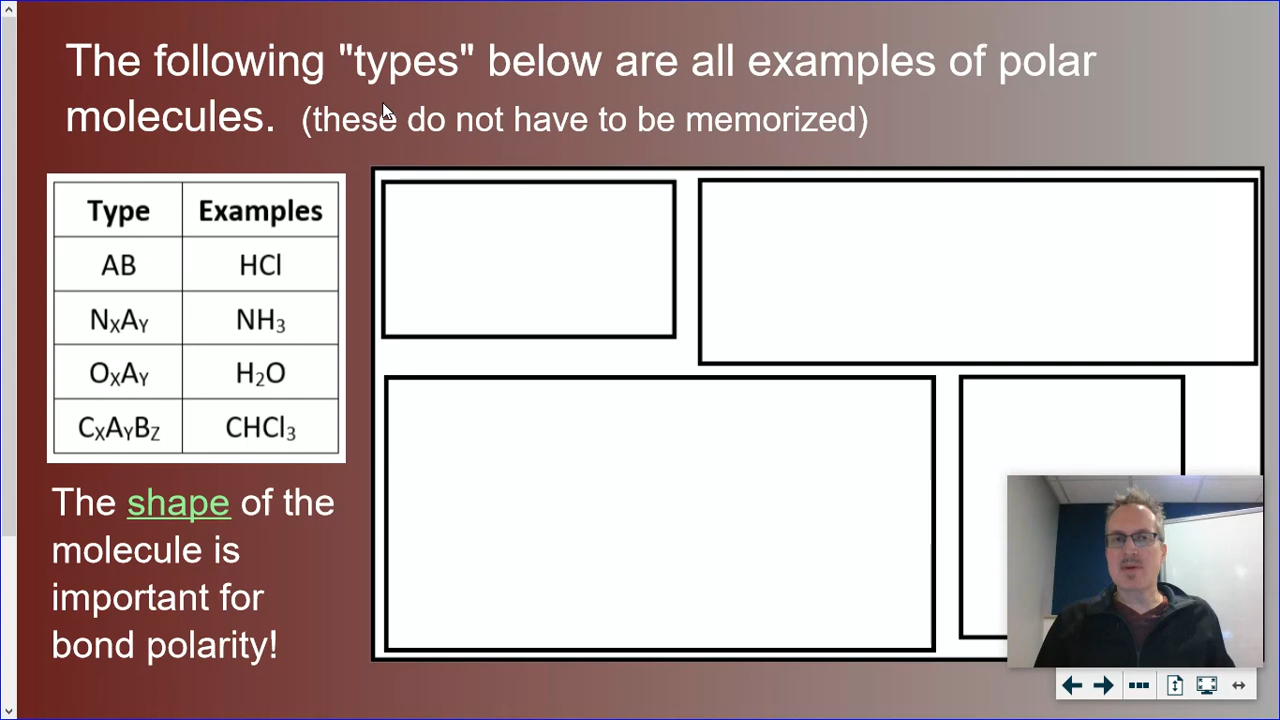 The following "types" below are all examples of polar
molecules. (these do not have to be memorized)
Type Examples
AB HCl
NXAY NH3
OXAY H2O
CXAYBZ CHCl3
The shape of the
molecule is
important for
bond polarity!